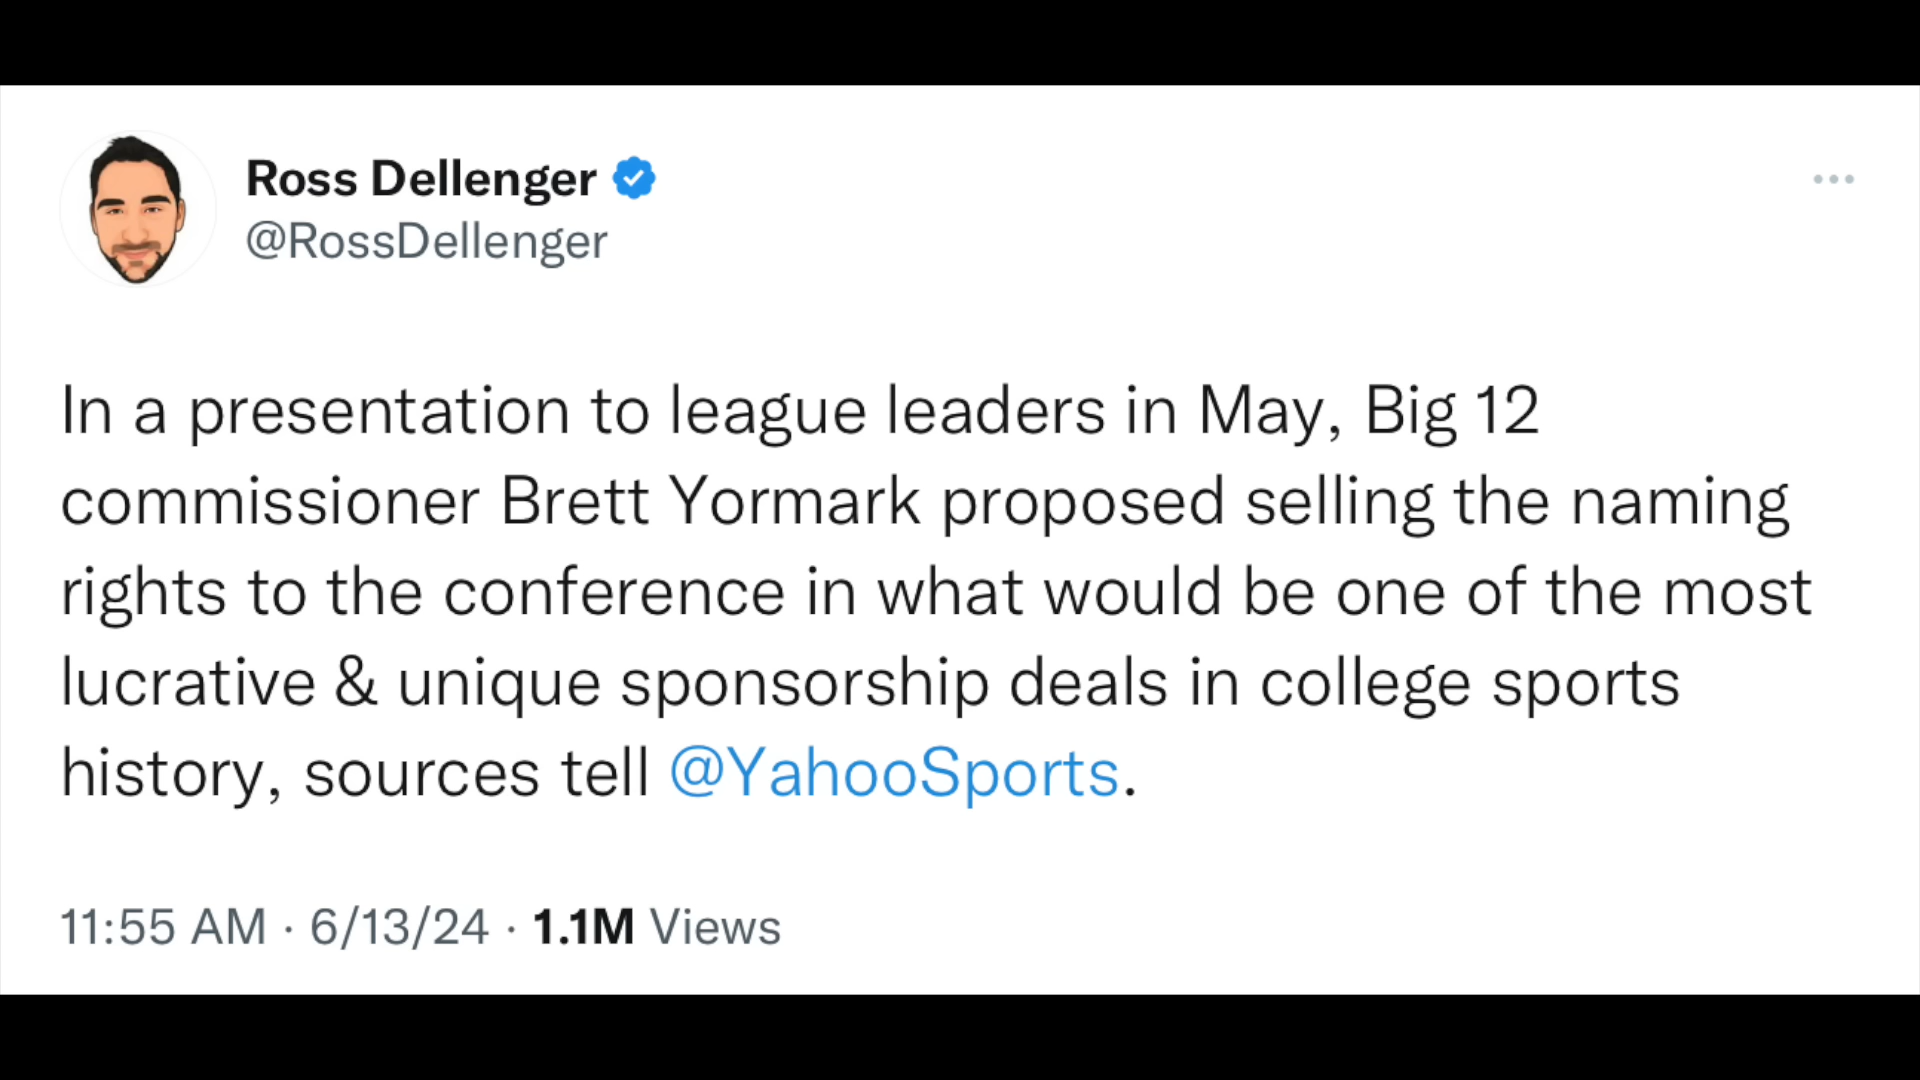 Ross Dellenger
@RossDellenger
In a presentation to league leaders in May, Big 12
commissioner Brett Yormark proposed selling the naming
rights to the conference in what would be one of the most
lucrative & unique sponsorship deals in college sports
history, sources tell @YahooSports.
11:55 AM · 6/13/24 · 1.1M Views